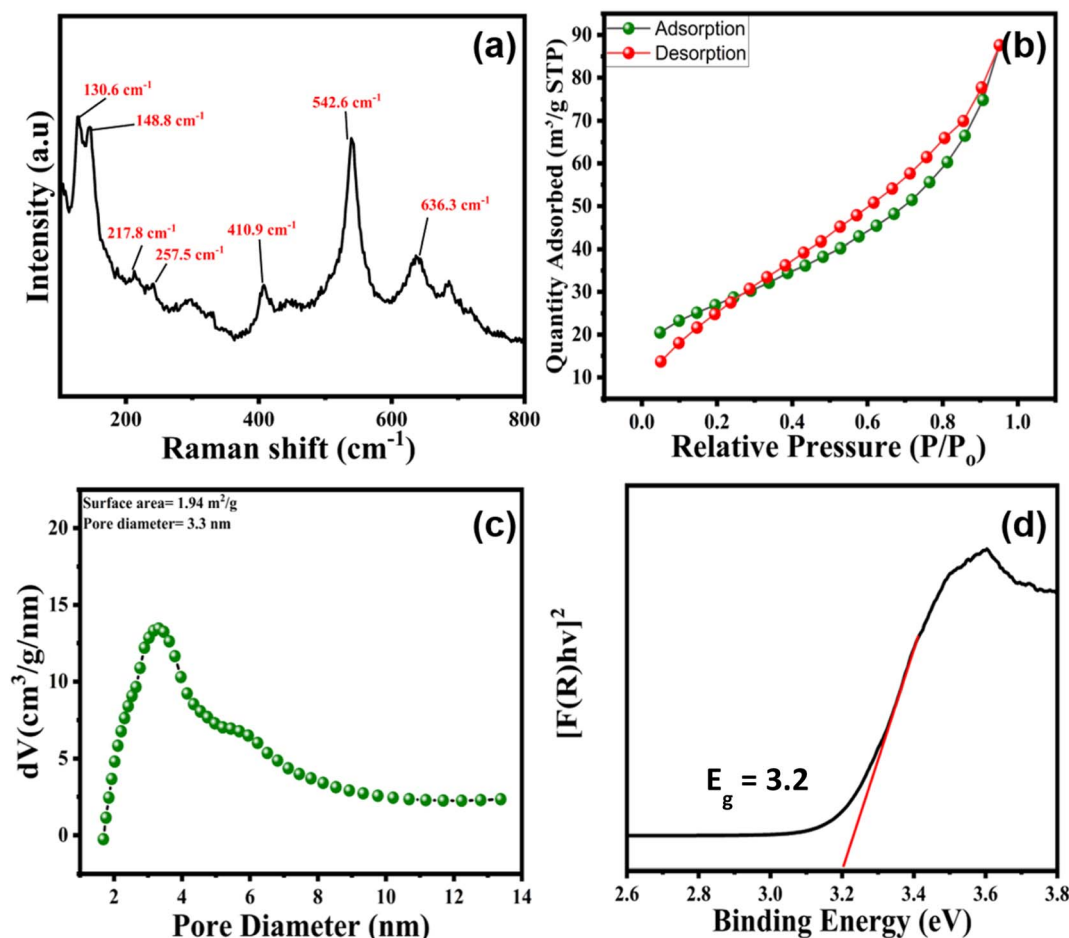 (a)
130.6 cm⁻¹
148.8 cm⁻¹
542.6 cm⁻¹
636.3 cm⁻¹
217.8 cm⁻¹
257.5 cm⁻¹
410.9 cm⁻¹
Intensity (a.u)
200 400 600 800
Raman shift (cm⁻¹)
(b)
Adsorption
Desorption
Quantity Adsorbed (m³/g STP)
90
80
70
60
50
40
30
20
10
0.0 0.2 0.4 0.6 0.8 1.0
Relative Pressure (P/Pₒ)
(c)
Surface area= 1.94 m²/g
Pore diameter= 3.3 nm
dV(cm³/g/nm)
20
15
10
5
0
2 4 6 8 10 12 14
Pore Diameter (nm)
(d)
[F(R)hv]²
E_g = 3.2
2.6 3.0 3.2 3.4 3.6 3.8
Binding Energy (eV)